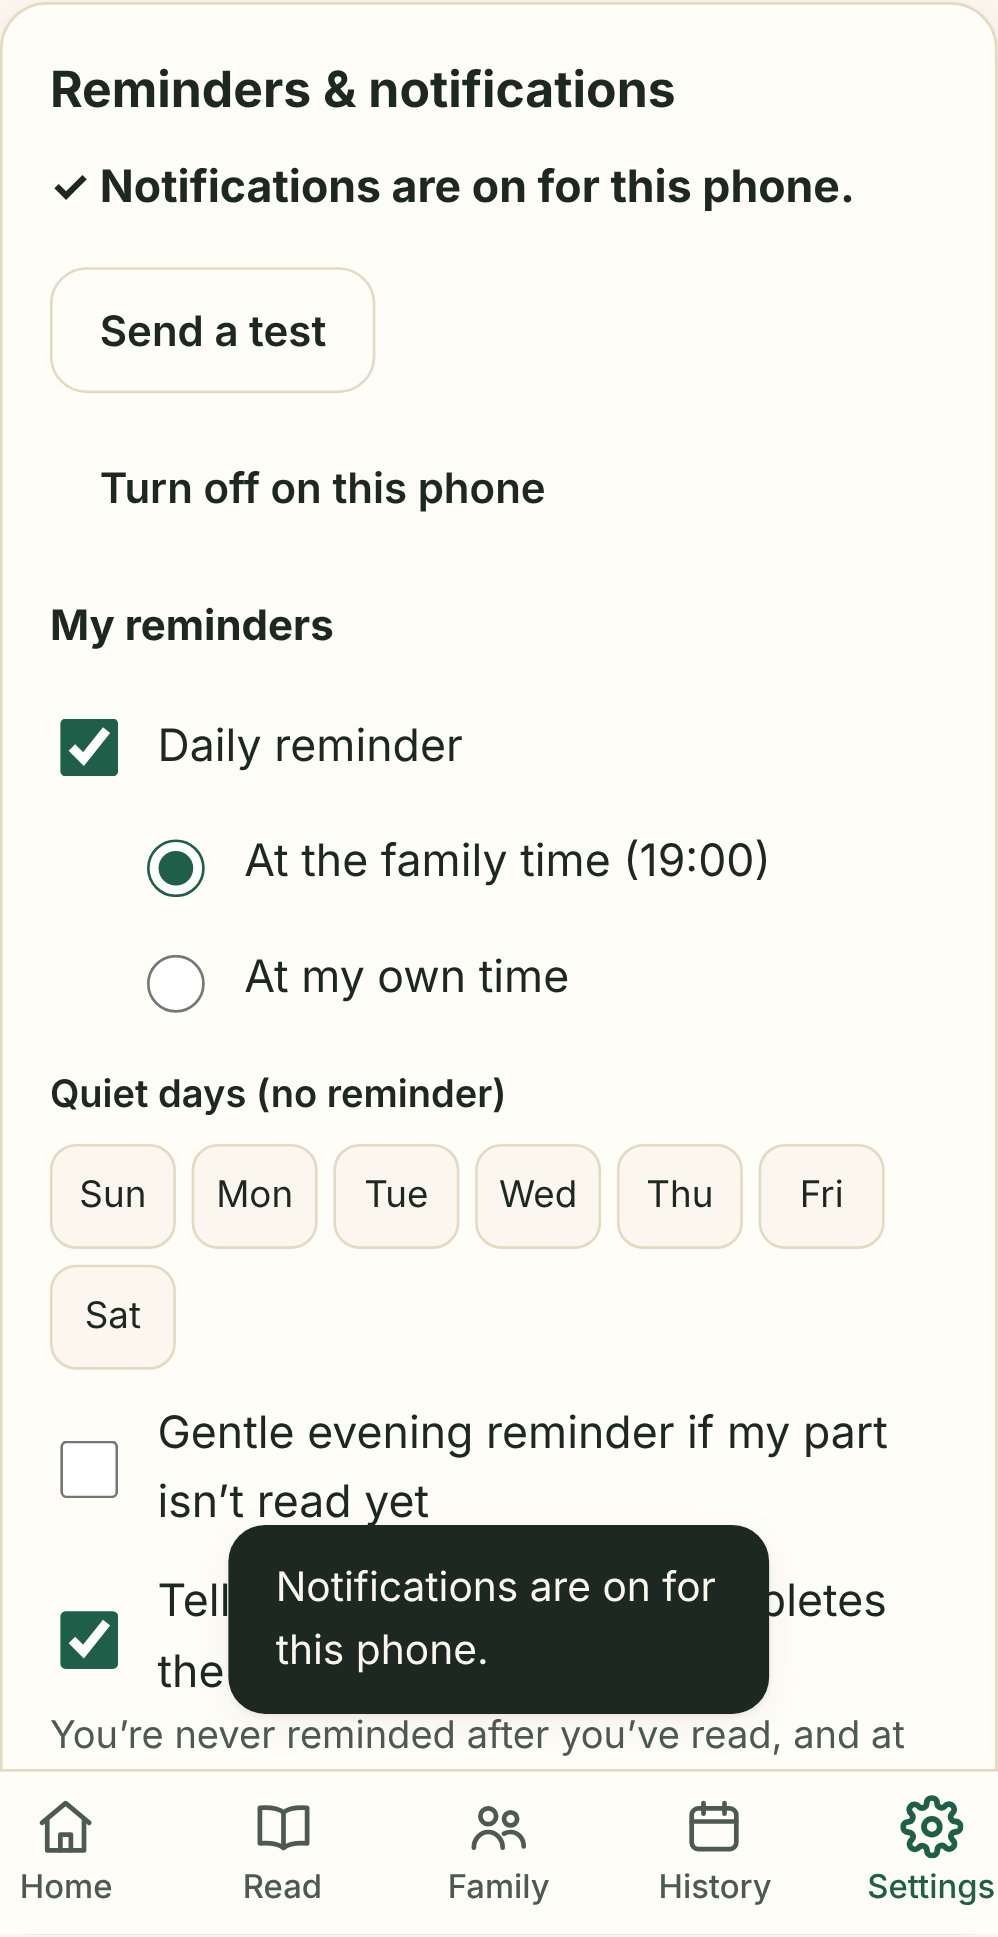 Reminders & notifications
✓ Notifications are on for this phone.
Send a test
Turn off on this phone
My reminders
Daily reminder
At the family time (19:00)
At my own time
Quiet days (no reminder)
Sun Mon Tue Wed Thu Fri
Sat
Gentle evening reminder if my part
isn’t read yet
Tell
the
Notifications are on for
this phone.
You’re never reminded after you’ve read, and at
Home Read Family History Settings